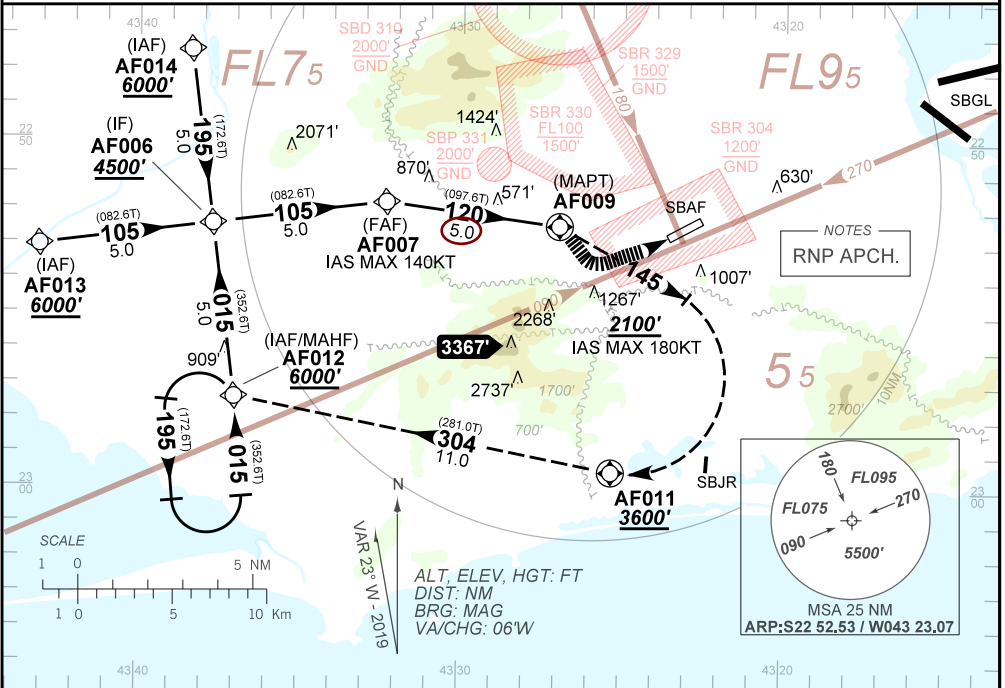 43 40
43 30
43 20
(IAF)
AF014
6000'
FL75
SBD 310
2000'
GND
SBR 329
1500'
GND
FL95
SBGL
180
22
50
(IF)
AF006
4500'
195
(172.6T)
5.0
2071'
1424'
SBP 331
2000'
GND
SBR 330
FL100
1500'
SBR 304
1200'
GND
22
50
270
870'
571'
630'
(MAPT)
AF009
SBAF
(082.6T)
105
5.0
(082.6T)
105
5.0
(097.6T)
120
5.0
(FAF)
AF007
IAS MAX 140KT
NOTES
RNP APCH.
(IAF)
AF013
6000'
145
1007'
015
(352.6T)
5.0
090
1267'
2268'
2100'
IAS MAX 180KT
(IAF/MAHF)
AF012
6000'
909'
3367'
2737'
1700'
700'
55
2700'
10NM
195
(172.6T)
015
(352.6T)
(281.0T)
304
11.0
AF011
3600'
SBJR
23
00
23
00
180
FL095
FL075
270
090
5500'
MSA 25 NM
ARP:S22 52.53 / W043 23.07
N
VAR 23° W - 2019
SCALE
1 0 5 NM
1 0 5 10 Km
ALT, ELEV, HGT: FT
DIST: NM
BRG: MAG
VA/CHG: 06'W
43 40
43 30
43 20